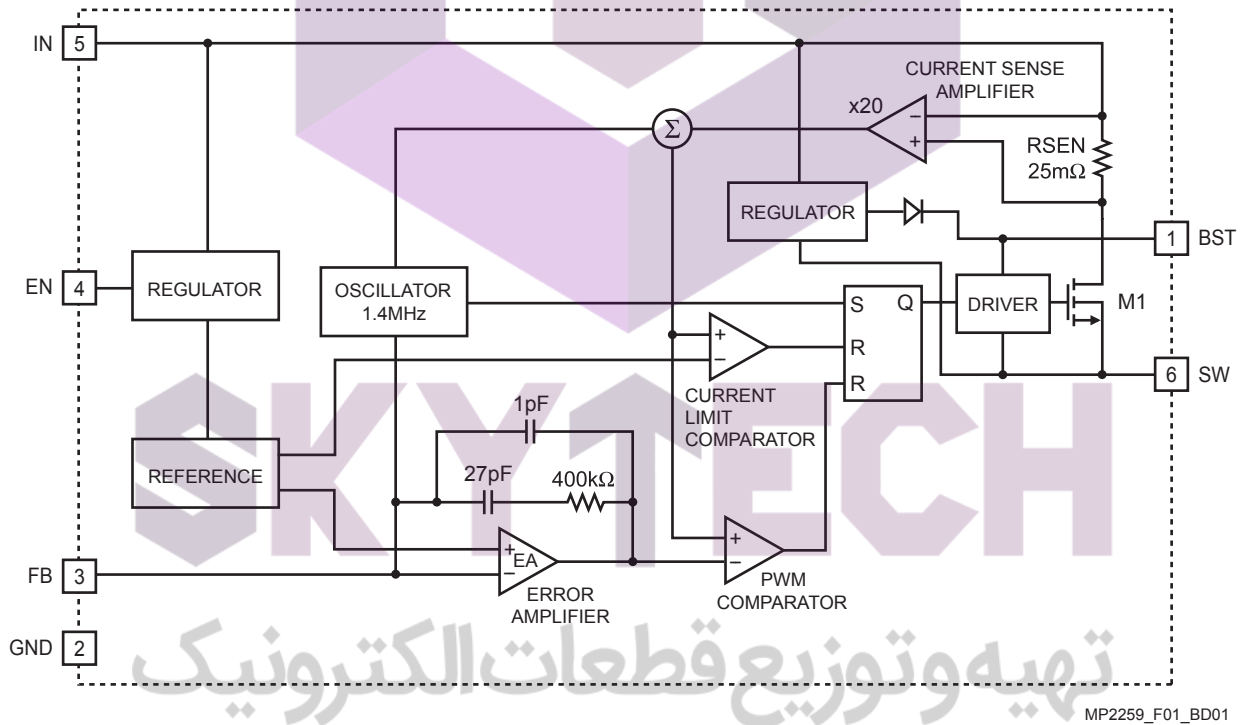 IN 5
CURRENT SENSE
AMPLIFIER
x20
−
+
Σ
RSEN
25mΩ
REGULATOR
1 BST
EN 4
REGULATOR
OSCILLATOR
1.4MHz
S
Q
DRIVER
M1
+
−
R
R
6 SW
CURRENT
LIMIT
COMPARATOR
1pF
REFERENCE
27pF
400kΩ
SKYTECH
+
EA
−
+
−
FB 3
ERROR
AMPLIFIER
PWM
COMPARATOR
GND 2
تهیه و توزیع قطعات الکترونیک
MP2259_F01_BD01